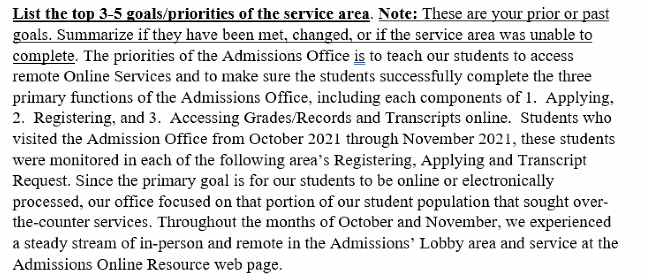 List the top 3-5 goals/priorities of the service area. Note: These are your prior or past
goals. Summarize if they have been met, changed, or if the service area was unable to
complete. The priorities of the Admissions Office is to teach our students to access
remote Online Services and to make sure the students successfully complete the three
primary functions of the Admissions Office, including each components of 1.  Applying,
2.  Registering, and 3.  Accessing Grades/Records and Transcripts online.  Students who
visited the Admission Office from October 2021 through November 2021, these students
were monitored in each of the following area's Registering, Applying and Transcript
Request. Since the primary goal is for our students to be online or electronically
processed, our office focused on that portion of our student population that sought over-
the-counter services. Throughout the months of October and November, we experienced
a steady stream of in-person and remote in the Admissions' Lobby area and service at the
Admissions Online Resource web page.